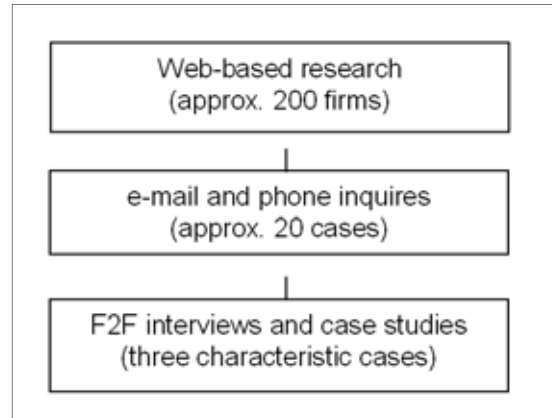 Web-based research
(approx. 200 firms)
e-mail and phone inquires
(approx. 20 cases)
F2F interviews and case studies
(three characteristic cases)